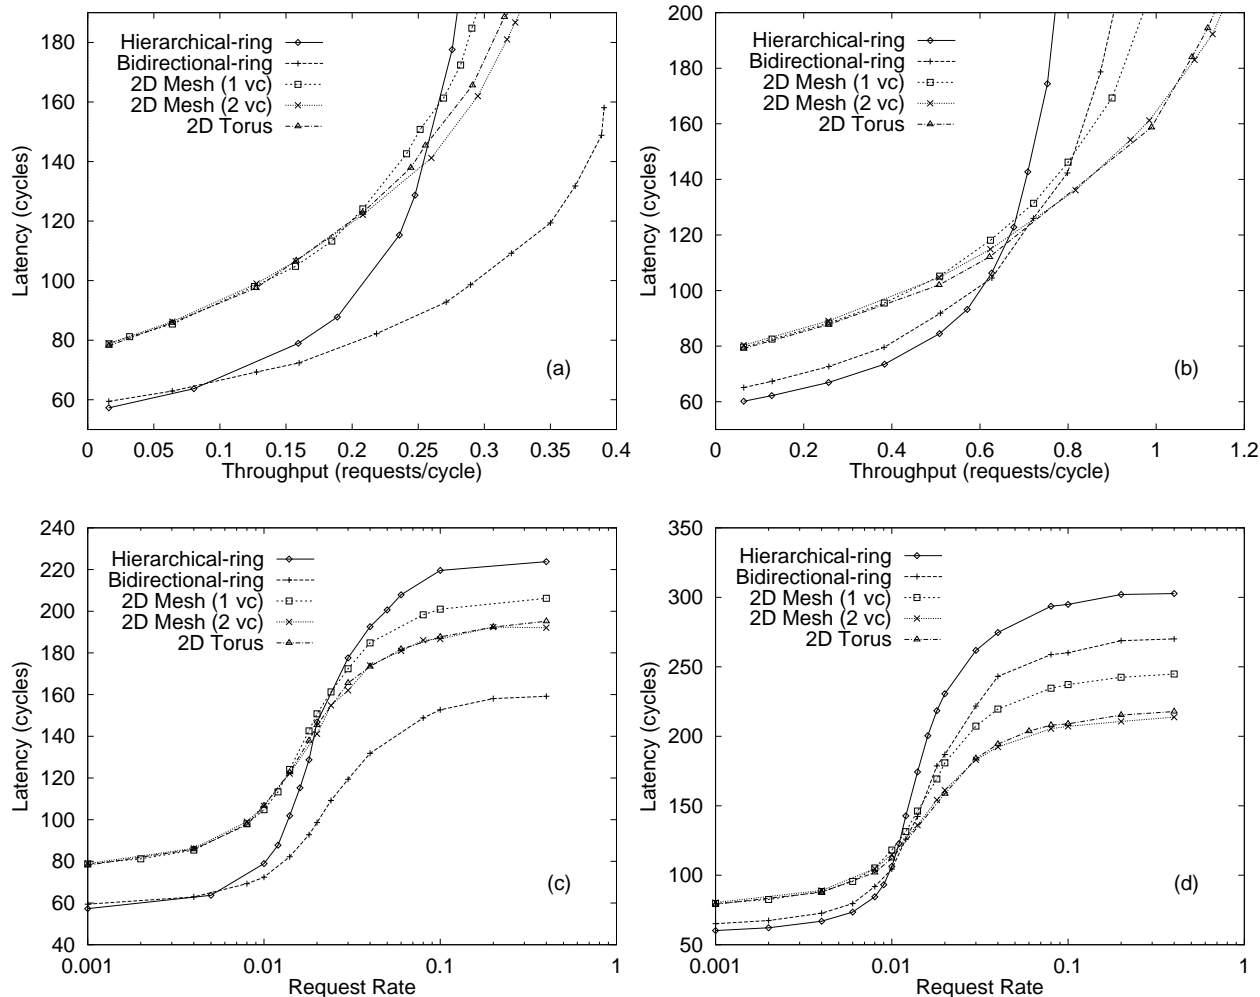 Latency (cycles)
180
160
140
120
100
80
60
0
0.05
0.1
0.15
0.2
0.25
0.3
0.35
0.4
Throughput (requests/cycle)
Hierarchical-ring
Bidirectional-ring
2D Mesh (1 vc)
2D Mesh (2 vc)
2D Torus
(a)
Latency (cycles)
200
180
160
140
120
100
80
60
0
0.2
0.4
0.6
0.8
1
1.2
Throughput (requests/cycle)
Hierarchical-ring
Bidirectional-ring
2D Mesh (1 vc)
2D Mesh (2 vc)
2D Torus
(b)
Latency (cycles)
240
220
200
180
160
140
120
100
80
60
40
0.001
0.01
0.1
1
Request Rate
Hierarchical-ring
Bidirectional-ring
2D Mesh (1 vc)
2D Mesh (2 vc)
2D Torus
(c)
Latency (cycles)
350
300
250
200
150
100
50
0.001
0.01
0.1
1
Request Rate
Hierarchical-ring
Bidirectional-ring
2D Mesh (1 vc)
2D Mesh (2 vc)
2D Torus
(d)